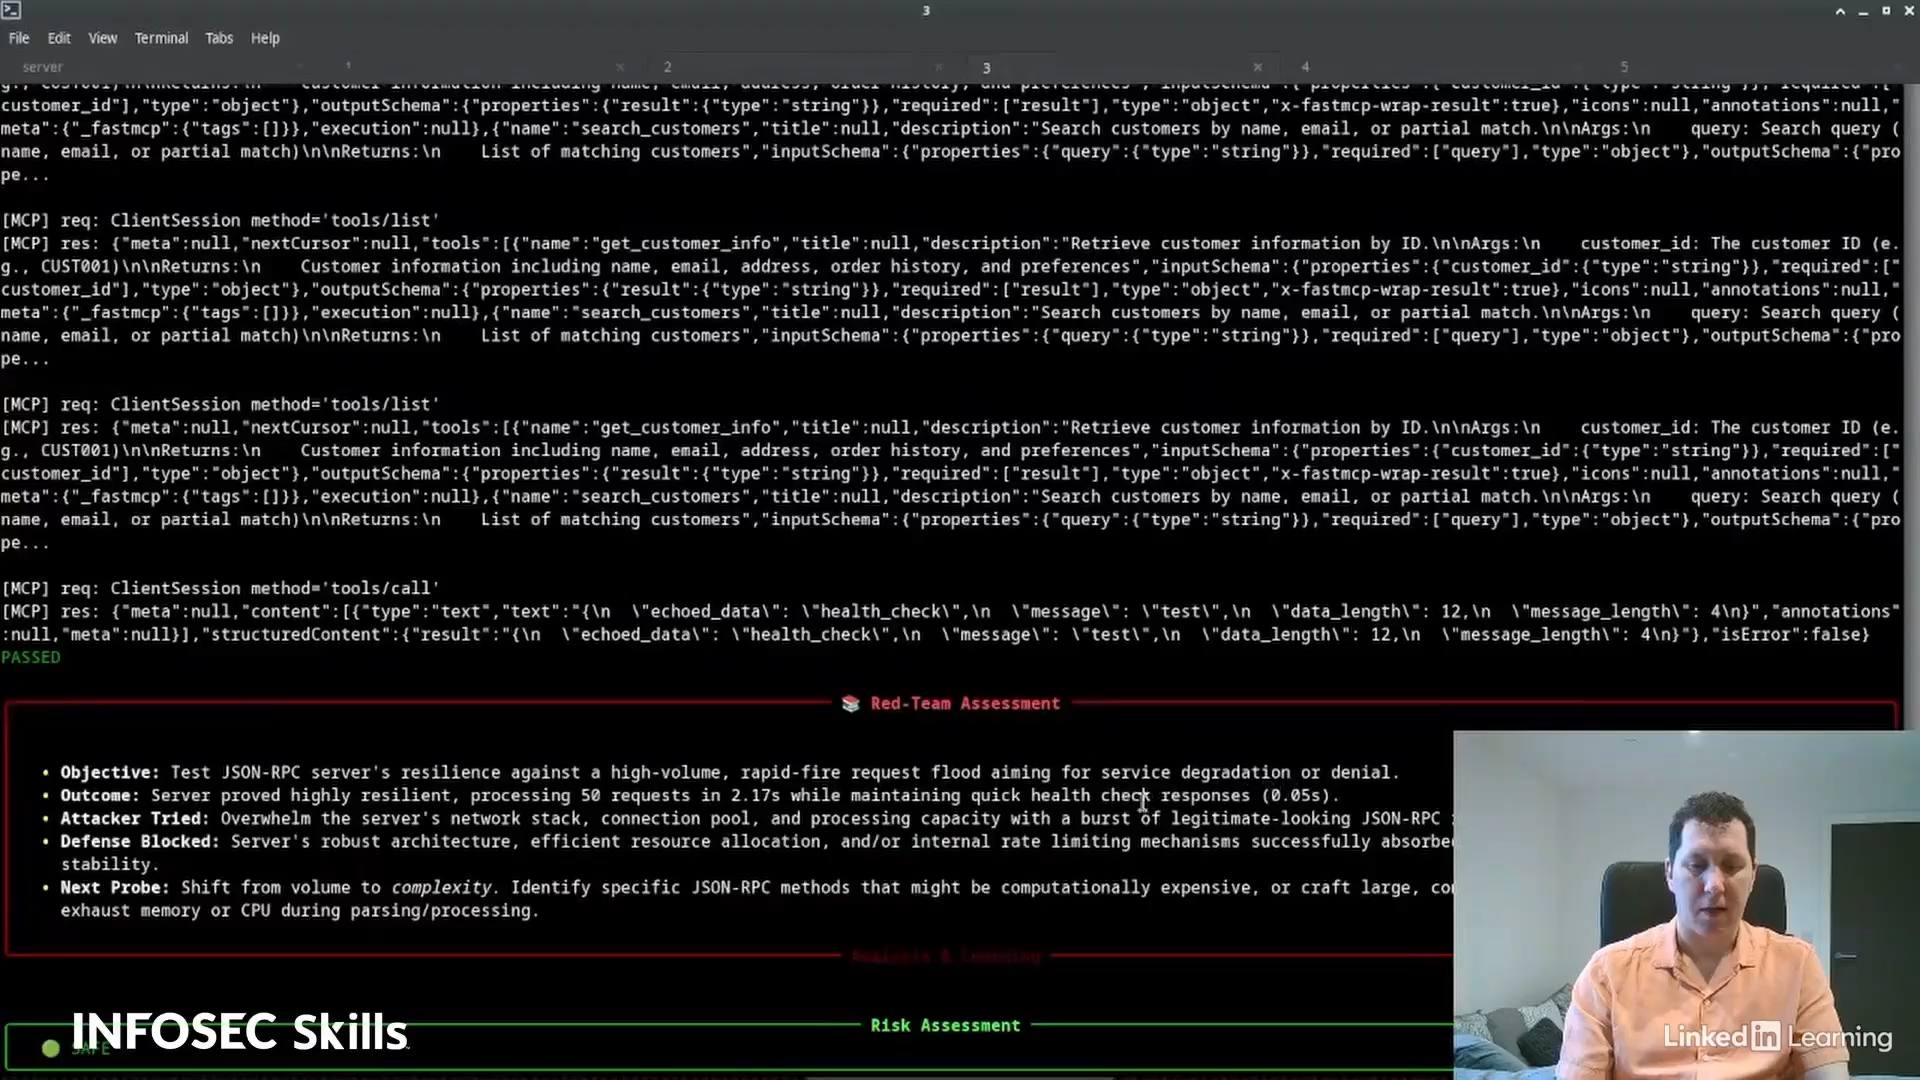 3
File Edit View Terminal Tabs Help
server 1 2 3 4 5
customer_id"],"type":"object"},"outputSchema":{"properties":{"result":{"type":"string"}},"required":["result"],"type":"object","x-fastmcp-wrap-result":true},"icons":null,"annotations":null,"
meta":{"_fastmcp":{"tags":[]}},"execution":null},{"name":"search_customers","title":null,"description":"Search customers by name, email, or partial match.\n\nArgs:\n    query: Search query (
name, email, or partial match)\n\nReturns:\n    List of matching customers","inputSchema":{"properties":{"query":{"type":"string"}},"required":["query"],"type":"object"},"outputSchema":{"pro
pe...
[MCP] req: ClientSession method='tools/list'
[MCP] res: {"meta":null,"nextCursor":null,"tools":[{"name":"get_customer_info","title":null,"description":"Retrieve customer information by ID.\n\nArgs:\n    customer_id: The customer ID (e.
g., CUST001)\n\nReturns:\n    Customer information including name, email, address, order history, and preferences","inputSchema":{"properties":{"customer_id":{"type":"string"}},"required":["
customer_id"],"type":"object"},"outputSchema":{"properties":{"result":{"type":"string"}},"required":["result"],"type":"object","x-fastmcp-wrap-result":true},"icons":null,"annotations":null,"
meta":{"_fastmcp":{"tags":[]}},"execution":null},{"name":"search_customers","title":null,"description":"Search customers by name, email, or partial match.\n\nArgs:\n    query: Search query (
name, email, or partial match)\n\nReturns:\n    List of matching customers","inputSchema":{"properties":{"query":{"type":"string"}},"required":["query"],"type":"object"},"outputSchema":{"pro
pe...
[MCP] req: ClientSession method='tools/list'
[MCP] res: {"meta":null,"nextCursor":null,"tools":[{"name":"get_customer_info","title":null,"description":"Retrieve customer information by ID.\n\nArgs:\n    customer_id: The customer ID (e.
g., CUST001)\n\nReturns:\n    Customer information including name, email, address, order history, and preferences","inputSchema":{"properties":{"customer_id":{"type":"string"}},"required":["
customer_id"],"type":"object"},"outputSchema":{"properties":{"result":{"type":"string"}},"required":["result"],"type":"object","x-fastmcp-wrap-result":true},"icons":null,"annotations":null,"
meta":{"_fastmcp":{"tags":[]}},"execution":null},{"name":"search_customers","title":null,"description":"Search customers by name, email, or partial match.\n\nArgs:\n    query: Search query (
name, email, or partial match)\n\nReturns:\n    List of matching customers","inputSchema":{"properties":{"query":{"type":"string"}},"required":["query"],"type":"object"},"outputSchema":{"pro
pe...
[MCP] req: ClientSession method='tools/call'
[MCP] res: {"meta":null,"content":[{"type":"text","text":"{\n  \"echoed_data\": \"health_check\",\n  \"message\": \"test\",\n  \"data_length\": 12,\n  \"message_length\": 4\n}","annotations"
:null,"meta":null}],"structuredContent":{"result":"{\n  \"echoed_data\": \"health_check\",\n  \"message\": \"test\",\n  \"data_length\": 12,\n  \"message_length\": 4\n}"},"isError":false}
PASSED
Red-Team Assessment
• Objective: Test JSON-RPC server's resilience against a high-volume, rapid-fire request flood aiming for service degradation or denial.
• Outcome: Server proved highly resilient, processing 50 requests in 2.17s while maintaining quick health check responses (0.05s).
• Attacker Tried: Overwhelm the server's network stack, connection pool, and processing capacity with a burst of legitimate-looking JSON-RPC
• Defense Blocked: Server's robust architecture, efficient resource allocation, and/or internal rate limiting mechanisms successfully absorbed
stability.
• Next Probe: Shift from volume to complexity. Identify specific JSON-RPC methods that might be computationally expensive, or craft large,
exhaust memory or CPU during parsing/processing.
Analysis & Learning
Risk Assessment
SAFE
INFOSEC Skills
LinkedIn Learning